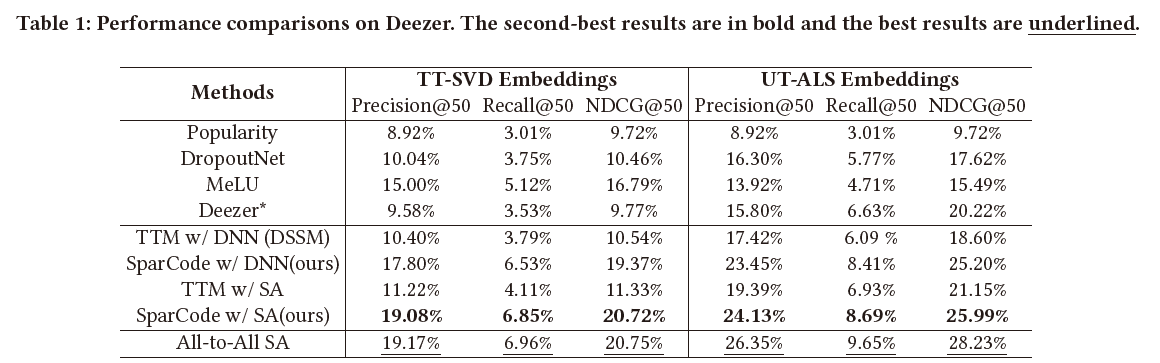 Table 1: Performance comparisons on Deezer. The second-best results are in bold and the best results are underlined.
Methods TT-SVD Embeddings UT-ALS Embeddings
Precision@50 Recall@50 NDCG@50 Precision@50 Recall@50 NDCG@50
Popularity 8.92% 3.01% 9.72% 8.92% 3.01% 9.72%
DropoutNet 10.04% 3.75% 10.46% 16.30% 5.77% 17.62%
MeLU 15.00% 5.12% 16.79% 13.92% 4.71% 15.49%
Deezer* 9.58% 3.53% 9.77% 15.80% 6.63% 20.22%
TTM w/ DNN (DSSM) 10.40% 3.79% 10.54% 17.42% 6.09 % 18.60%
SparCode w/ DNN(ours) 17.80% 6.53% 19.37% 23.45% 8.41% 25.20%
TTM w/ SA 11.22% 4.11% 11.33% 19.39% 6.93% 21.15%
SparCode w/ SA(ours) 19.08% 6.85% 20.72% 24.13% 8.69% 25.99%
All-to-All SA 19.17% 6.96% 20.75% 26.35% 9.65% 28.23%